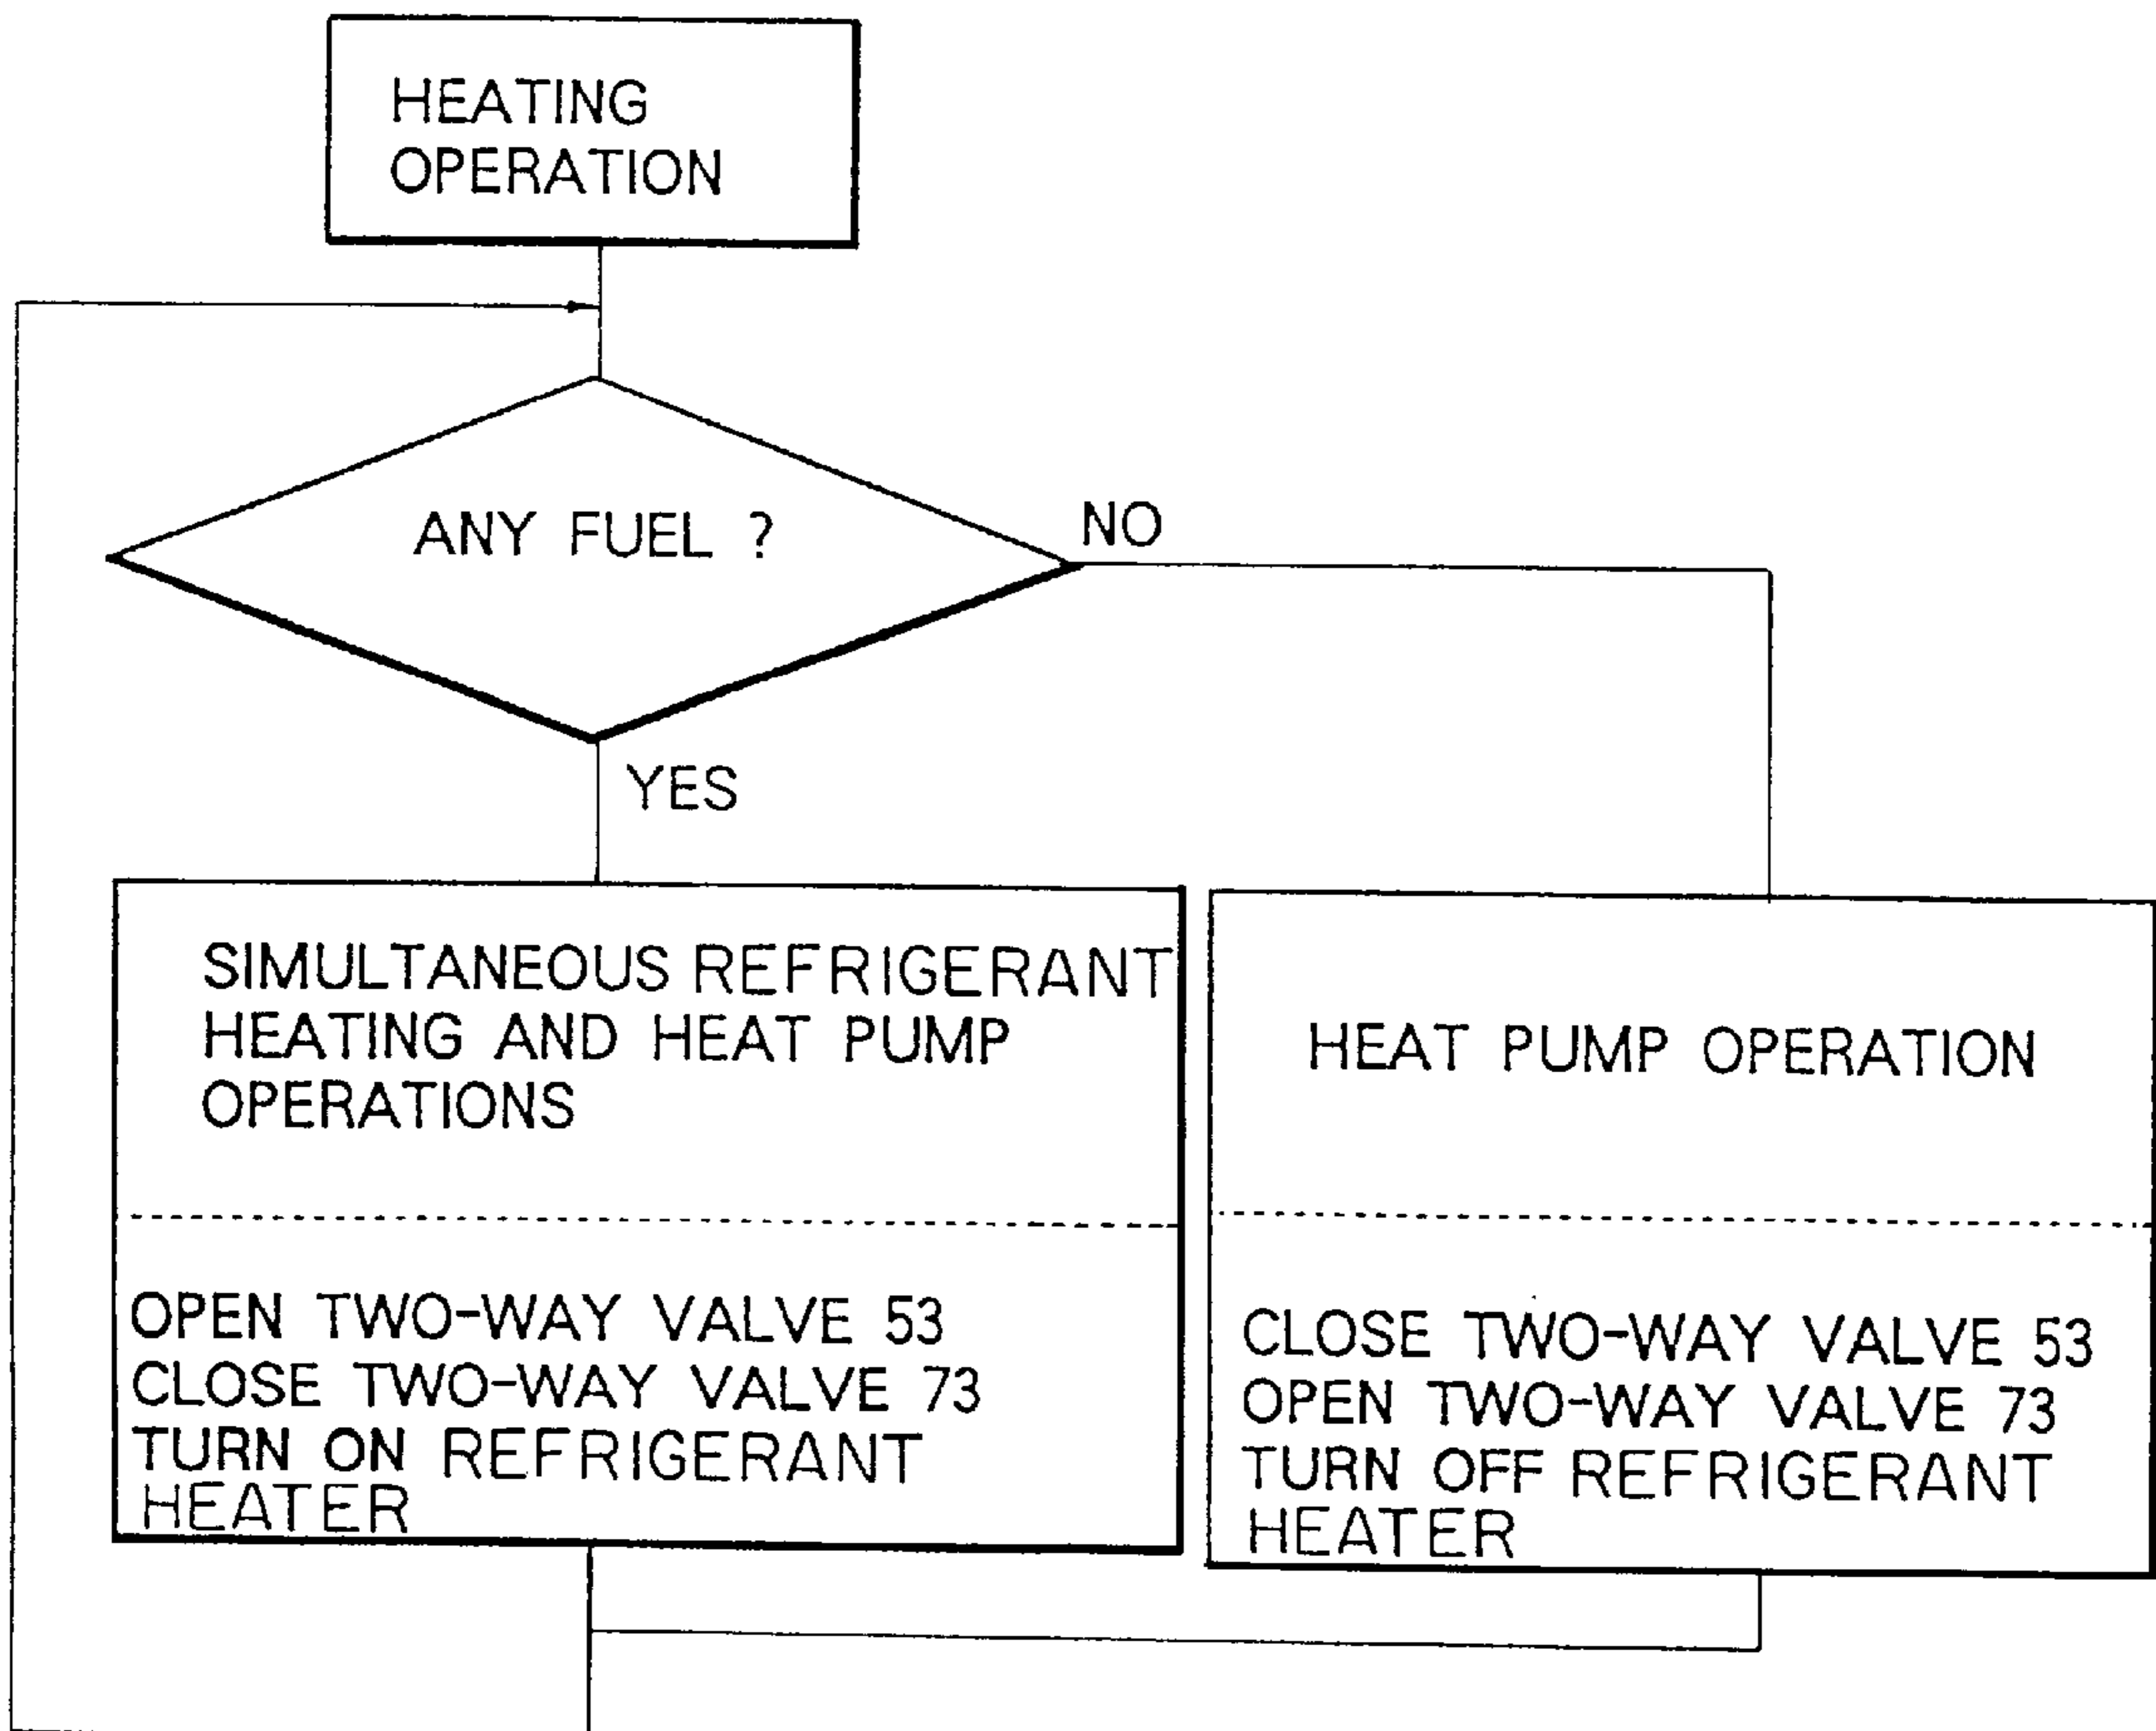 HEATING
OPERATION
ANY FUEL ?
NO
YES
SIMULTANEOUS REFRIGERANT
HEATING AND HEAT PUMP
OPERATIONS
OPEN TWO-WAY VALVE 53
CLOSE TWO-WAY VALVE 73
TURN ON REFRIGERANT
HEATER
HEAT PUMP OPERATION
CLOSE TWO-WAY VALVE 53
OPEN TWO-WAY VALVE 73
TURN OFF REFRIGERANT
HEATER